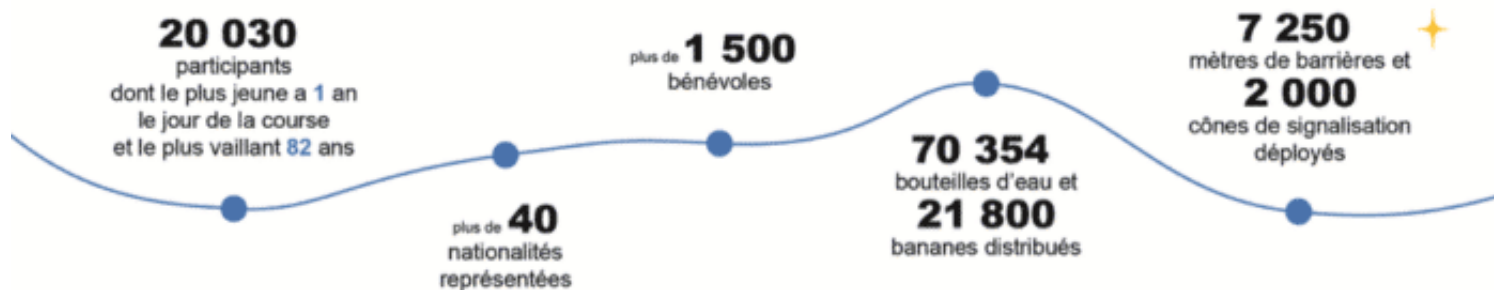 20 030
participants
dont le plus jeune a 1 an
le jour de la course
et le plus vaillant 82 ans
plus de 40
nationalités
représentées
plus de 1 500
bénévoles
70 354
bouteilles d'eau et
21 800
bananes distribués
7 250
mètres de barrières et
2 000
cônes de signalisation
déployés